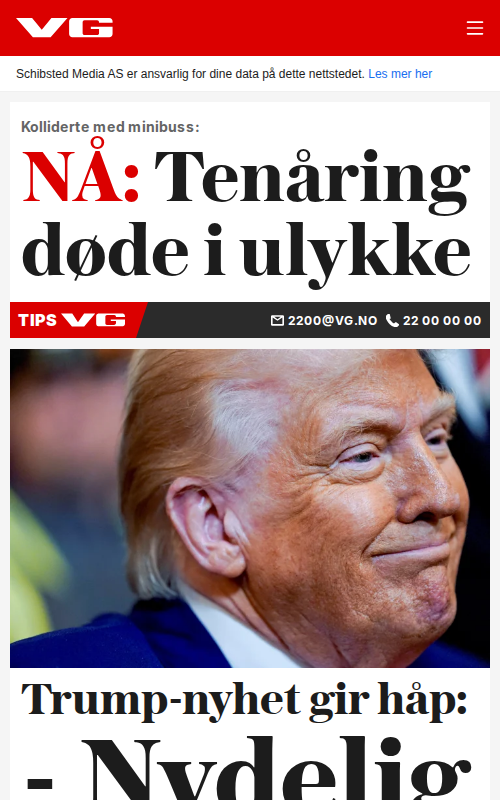 VG
Schibsted Media AS er ansvarlig for dine data på dette nettstedet. Les mer her
Kolliderte med minibuss:
NÅ: Tenåring
døde i ulykke
TIPS VG 2200@VG.NO 22 00 00 00
Trump-nyhet gir håp:
- Nydelig